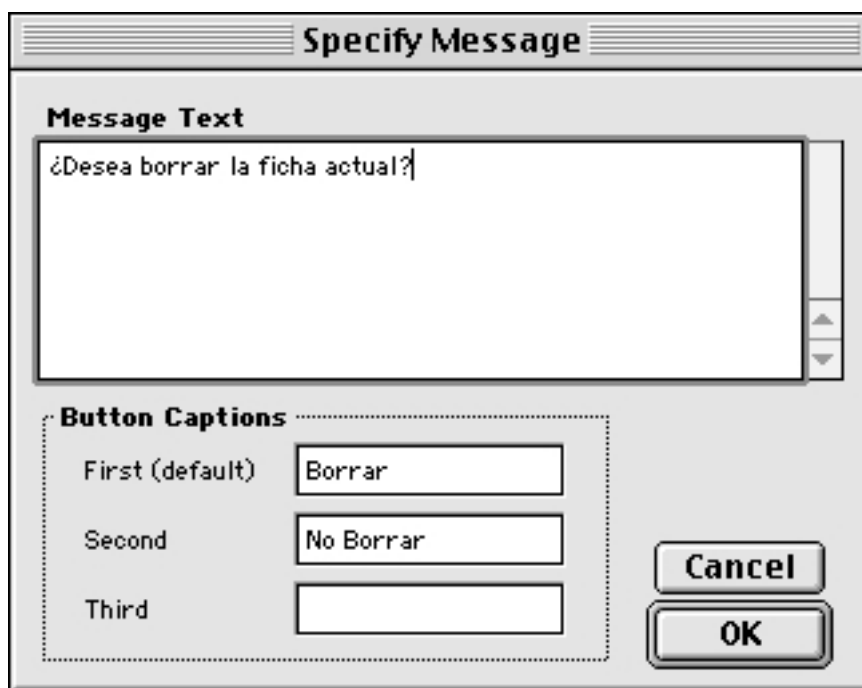 Specify Message
Message Text
¿Desea borrar la ficha actual?
Button Captions
First (default) Borrar
Second No Borrar
Third
Cancel
OK